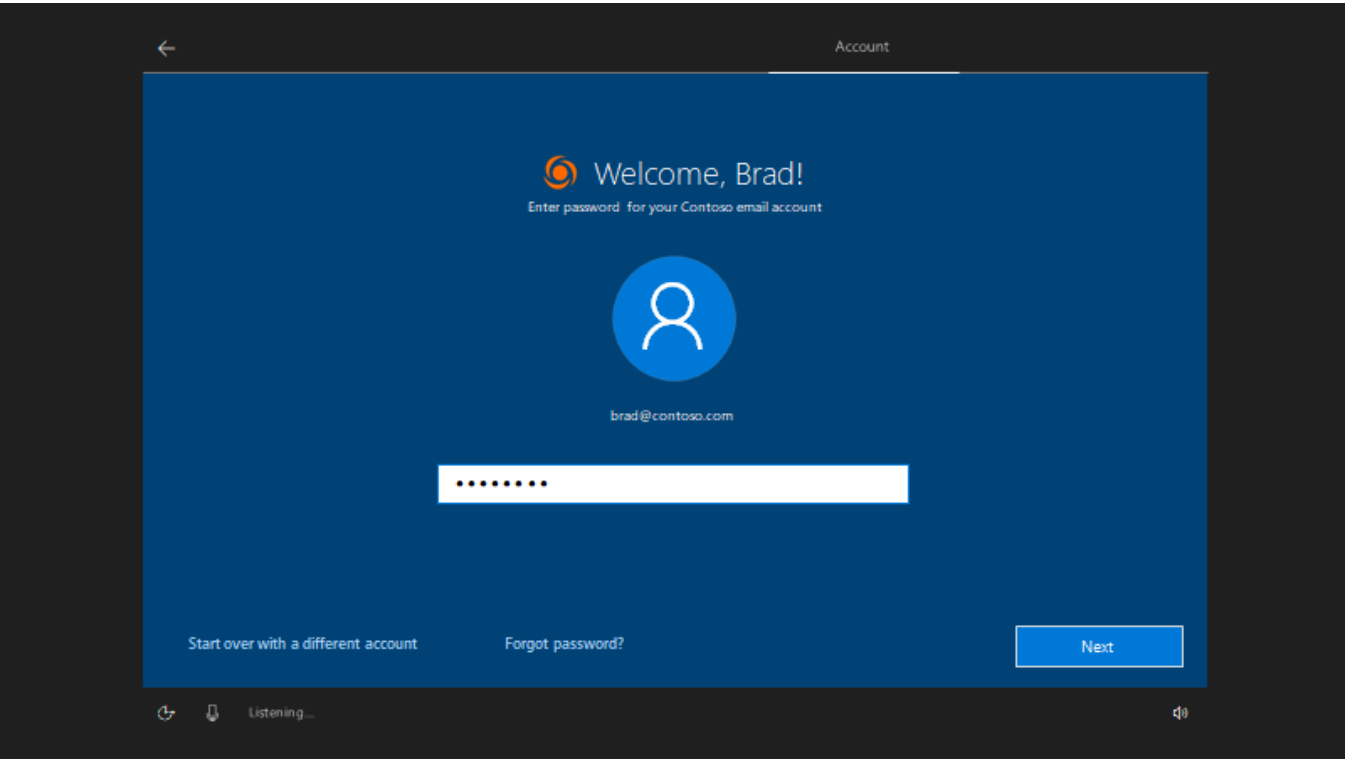 Account
Welcome, Brad!
Enter password for your Contoso email account
brad@contoso.com
Start over with a different account
Forgot password?
Next
Listening...